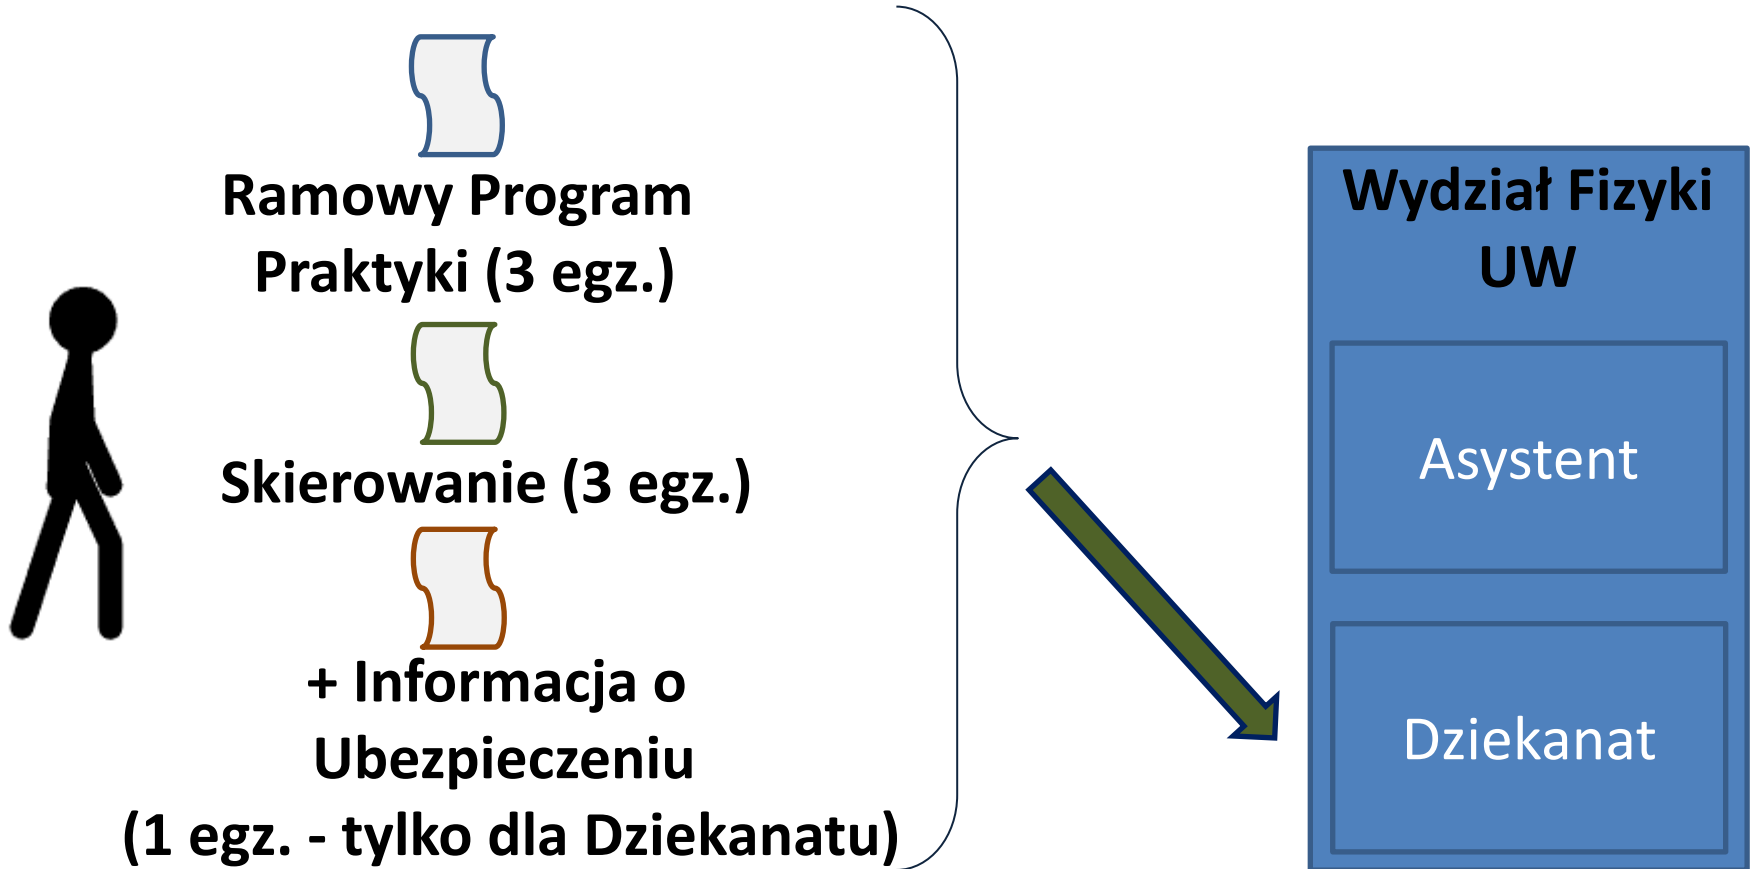 Ramowy Program
Praktyki (3 egz.)
Skierowanie (3 egz.)
+ Informacja o
Ubezpieczeniu
(1 egz. - tylko dla Dziekanatu)
Wydział Fizyki
UW
Asystent
Dziekanat